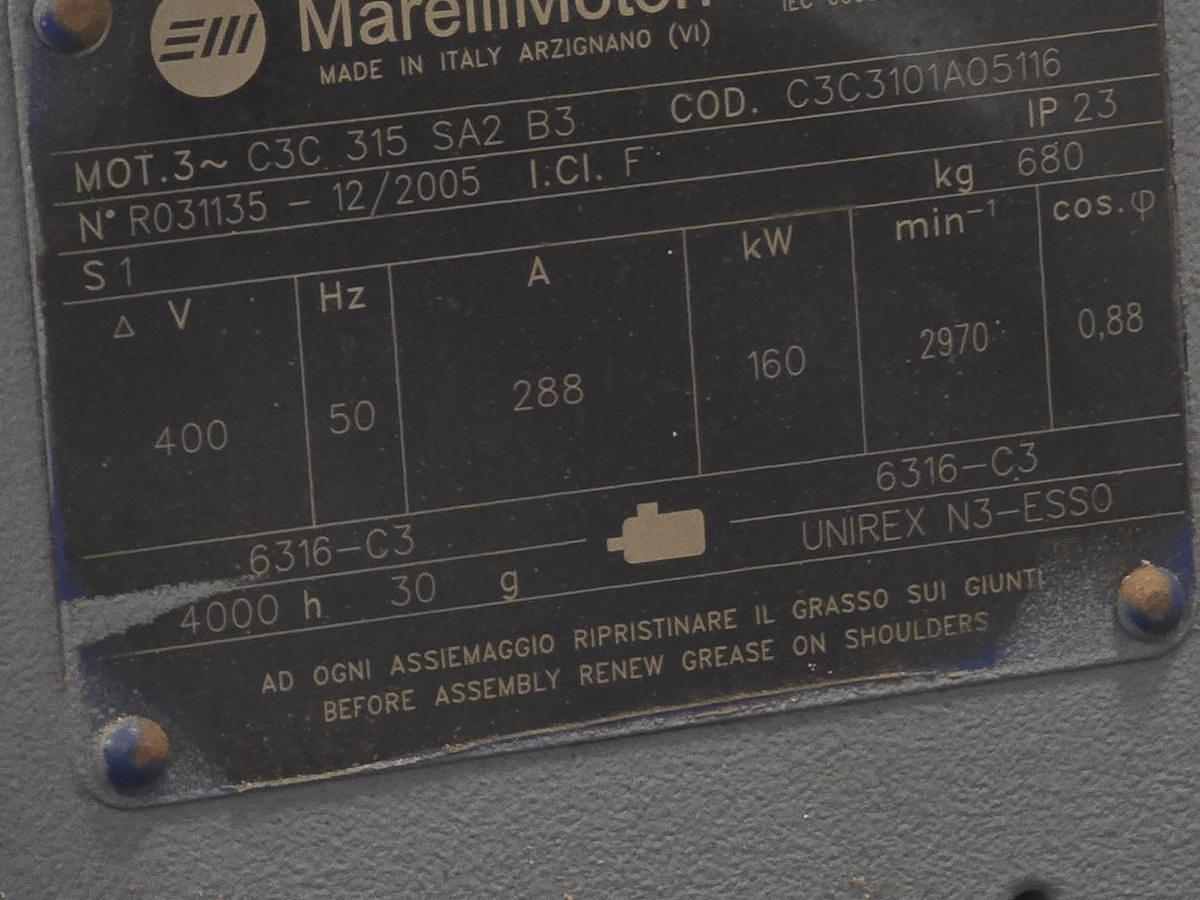 MarelliMotori
MADE IN ITALY ARZIGNANO (VI)
MOT.3~ C3C 315 SA2 B3 COD. C3C3101A05116
N° R031135 - 12/2005 I.Cl. F IP 23
S1 kg 680
△ V Hz A kW min⁻¹ cos.φ
400 50 288 160 2970 0,88
6316-C3 6316-C3
4000 h 30 g UNIREX N3-ESSO
AD OGNI ASSIEMAGGIO RIPRISTINARE IL GRASSO SUI GIUNTI
BEFORE ASSEMBLY RENEW GREASE ON SHOULDERS